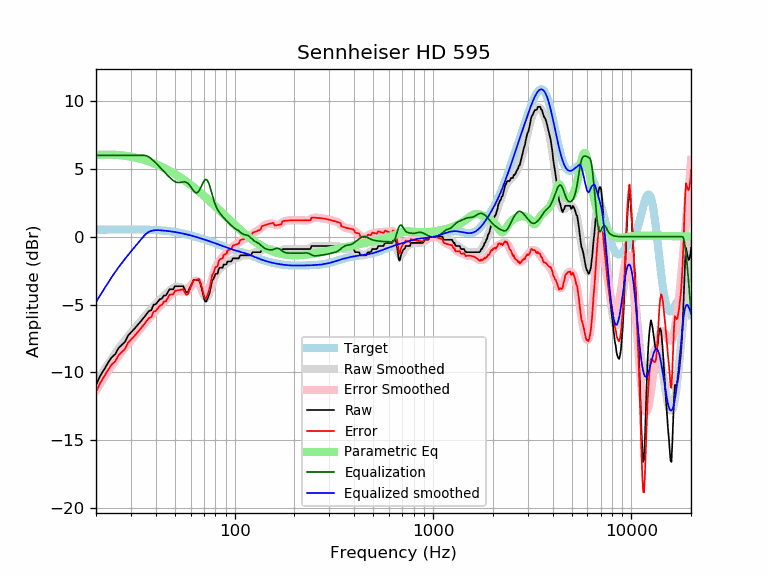 Sennheiser HD 595
Amplitude (dBr)
10
5
0
−5
−10
−15
−20
Target
Raw Smoothed
Error Smoothed
Raw
Error
Parametric Eq
Equalization
Equalized smoothed
100 1000 10000
Frequency (Hz)